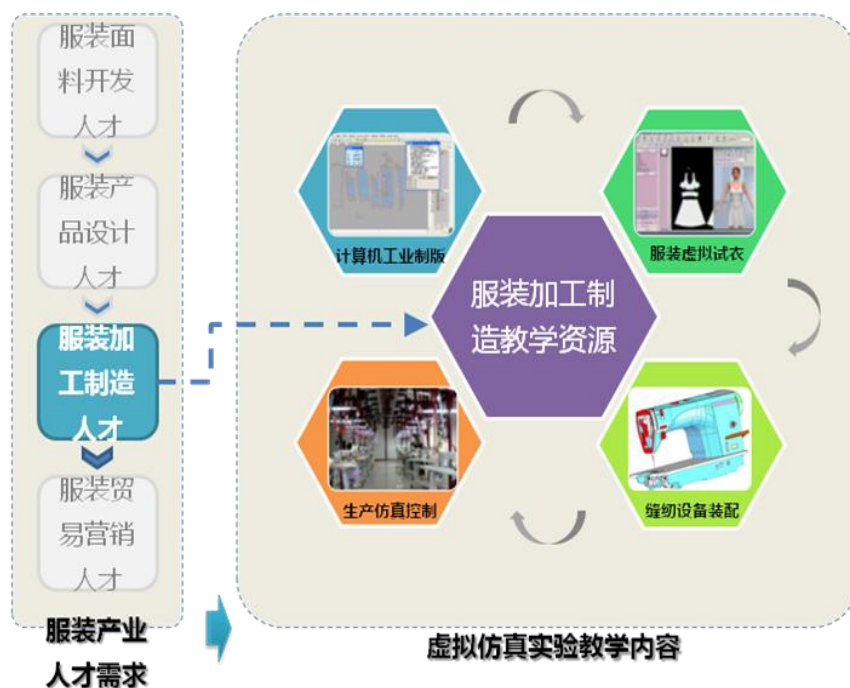 服装面
料开发
人才
服装产
品设计
人才
服装加
工制造
人才
服装贸
易营销
人才
服装产业
人才需求
计算机工业制版
服装虚拟试衣
服装加工制
造教学资源
生产仿真控制
缝纫设备装配
虚拟仿真实验教学内容